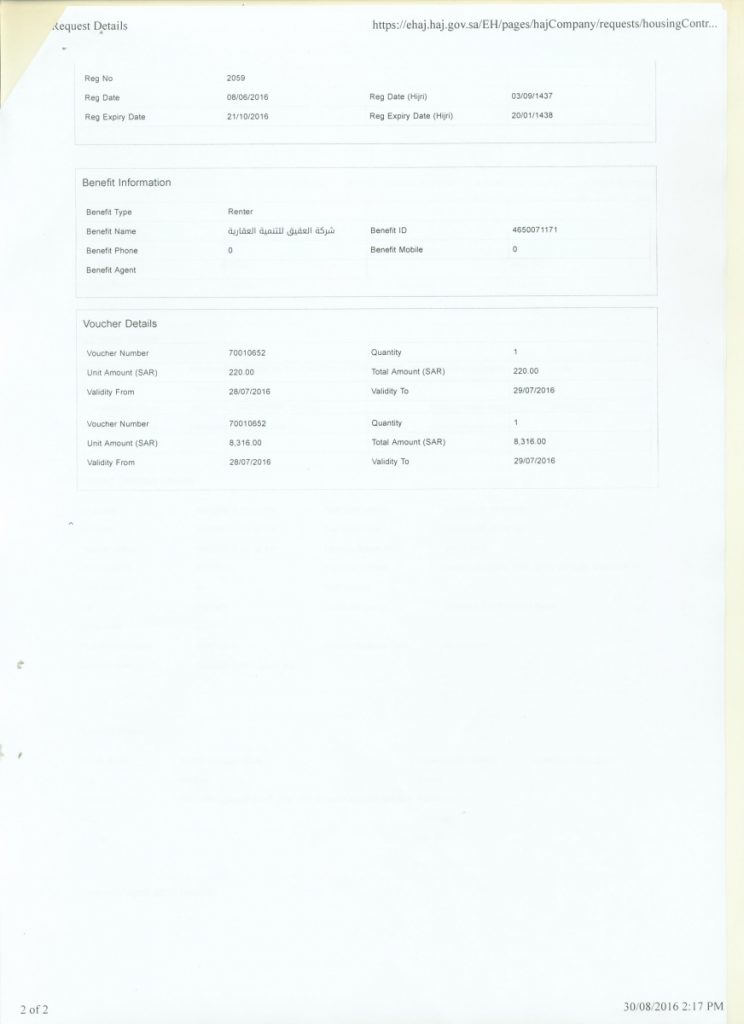 Request Details https://ehaj.haj.gov.sa/EH/pages/hajCompany/requests/housingContr...
Reg No 2059
Reg Date 08/06/2016 Reg Date (Hijri) 03/09/1437
Reg Expiry Date 21/10/2016 Reg Expiry Date (Hijri) 20/01/1438
Benefit Information
Benefit Type Renter
Benefit Name شركة العقيق للتنمية العقارية Benefit ID 4650071171
Benefit Phone 0 Benefit Mobile 0
Benefit Agent
Voucher Details
Voucher Number 70010652 Quantity 1
Unit Amount (SAR) 220.00 Total Amount (SAR) 220.00
Validity From 28/07/2016 Validity To 29/07/2016
Voucher Number 70010652 Quantity 1
Unit Amount (SAR) 8,316.00 Total Amount (SAR) 8,316.00
Validity From 28/07/2016 Validity To 29/07/2016
2 of 2 30/08/2016 2:17 PM